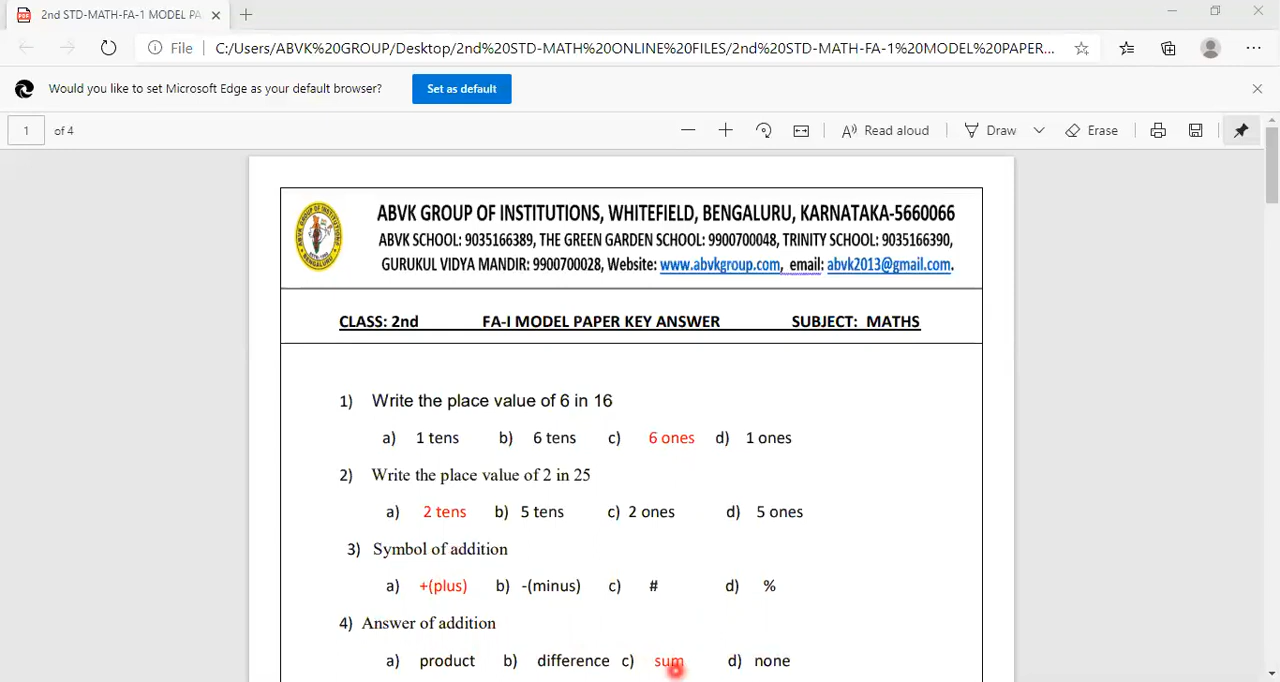 2nd STD-MATH-FA-1 MODEL PA
File C:/Users/ABVK%20GROUP/Desktop/2nd%20STD-MATH%20ONLINE%20FILES/2nd%20STD-MATH-FA-1%20MODEL%20PAPER...
Would you like to set Microsoft Edge as your default browser? Set as default
1 of 4 Read aloud Draw Erase
ABVK GROUP OF INSTITUTIONS, WHITEFIELD, BENGALURU, KARNATAKA-5660066
ABVK SCHOOL: 9035166389, THE GREEN GARDEN SCHOOL: 9900700048, TRINITY SCHOOL: 9035166390,
GURUKUL VIDYA MANDIR: 9900700028, Website: www.abvkgroup.com, email: abvk2013@gmail.com.
CLASS: 2nd FA-I MODEL PAPER KEY ANSWER SUBJECT: MATHS
1) Write the place value of 6 in 16
a) 1 tens b) 6 tens c) 6 ones d) 1 ones
2) Write the place value of 2 in 25
a) 2 tens b) 5 tens c) 2 ones d) 5 ones
3) Symbol of addition
a) +(plus) b) -(minus) c) # d) %
4) Answer of addition
a) product b) difference c) sum d) none